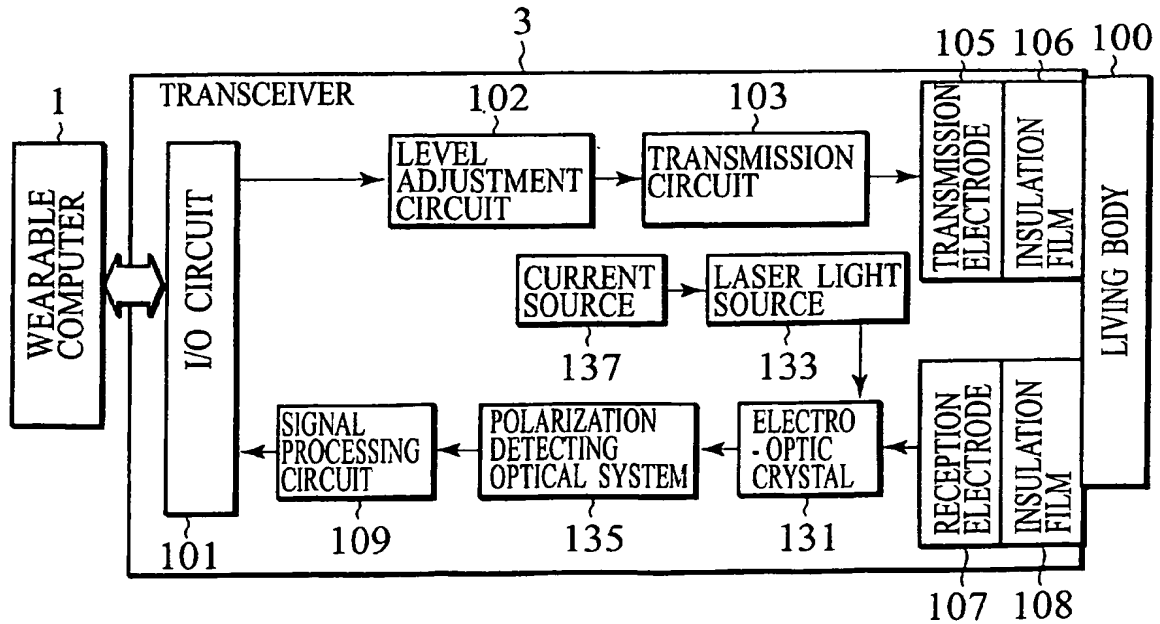 3
105
106
100
1
TRANSCEIVER
102
103
WEARABLE
COMPUTER
I/O CIRCUIT
LEVEL
ADJUSTMENT
CIRCUIT
TRANSMISSION
CIRCUIT
TRANSMISSION
ELECTRODE
INSULATION
FILM
LIVING BODY
CURRENT
SOURCE
LASER LIGHT
SOURCE
137
133
SIGNAL
PROCESSING
CIRCUIT
POLARIZATION
DETECTING
OPTICAL SYSTEM
ELECTRO
- OPTIC
CRYSTAL
RECEPTION
ELECTRODE
INSULATION
FILM
101
109
135
131
107
108